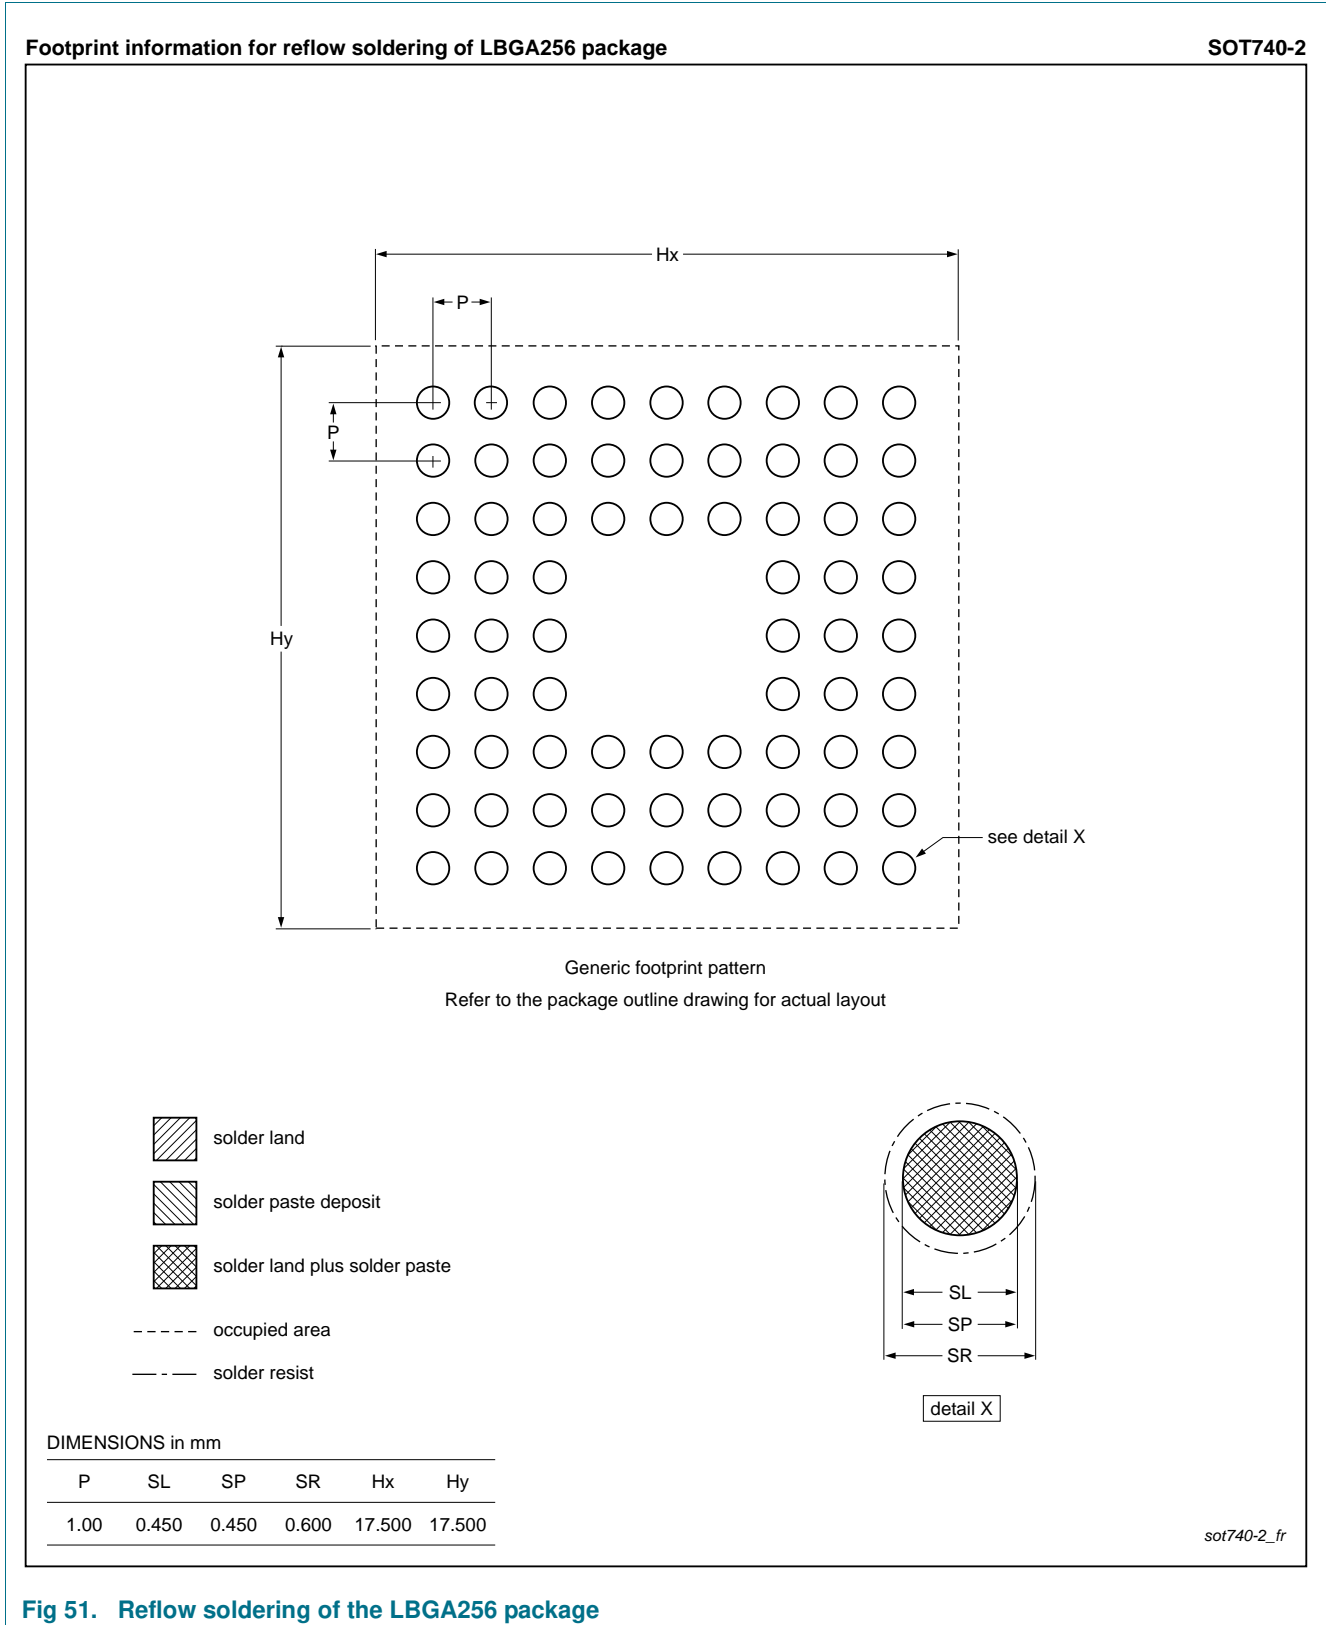 Footprint information for reflow soldering of LBGA256 package SOT740-2
Hx
P
P
Hy
see detail X
Generic footprint pattern
Refer to the package outline drawing for actual layout
solder land
solder paste deposit
solder land plus solder paste
occupied area
solder resist
SL
SP
SR
detail X
DIMENSIONS in mm
P SL SP SR Hx Hy
1.00 0.450 0.450 0.600 17.500 17.500
sot740-2_fr
Fig 51. Reflow soldering of the LBGA256 package